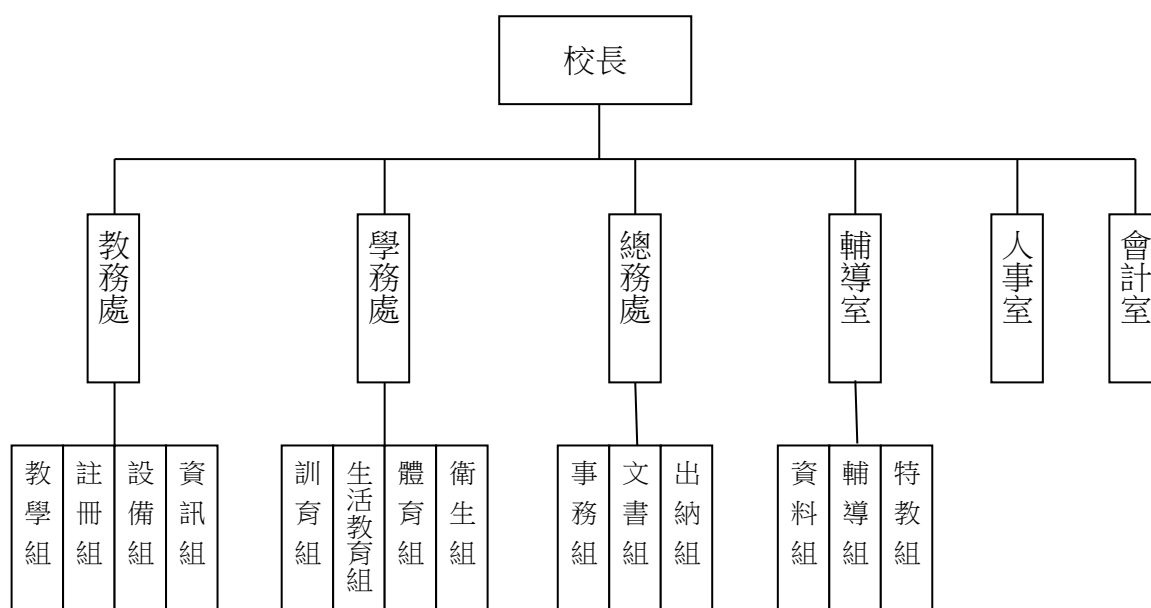 校長
教務處
學務處
總務處
輔導室
人事室
會計室
教學組
註冊組
設備組
資訊組
訓育組
生活教育組
體育組
衛生組
事務組
文書組
出納組
資料組
輔導組
特教組